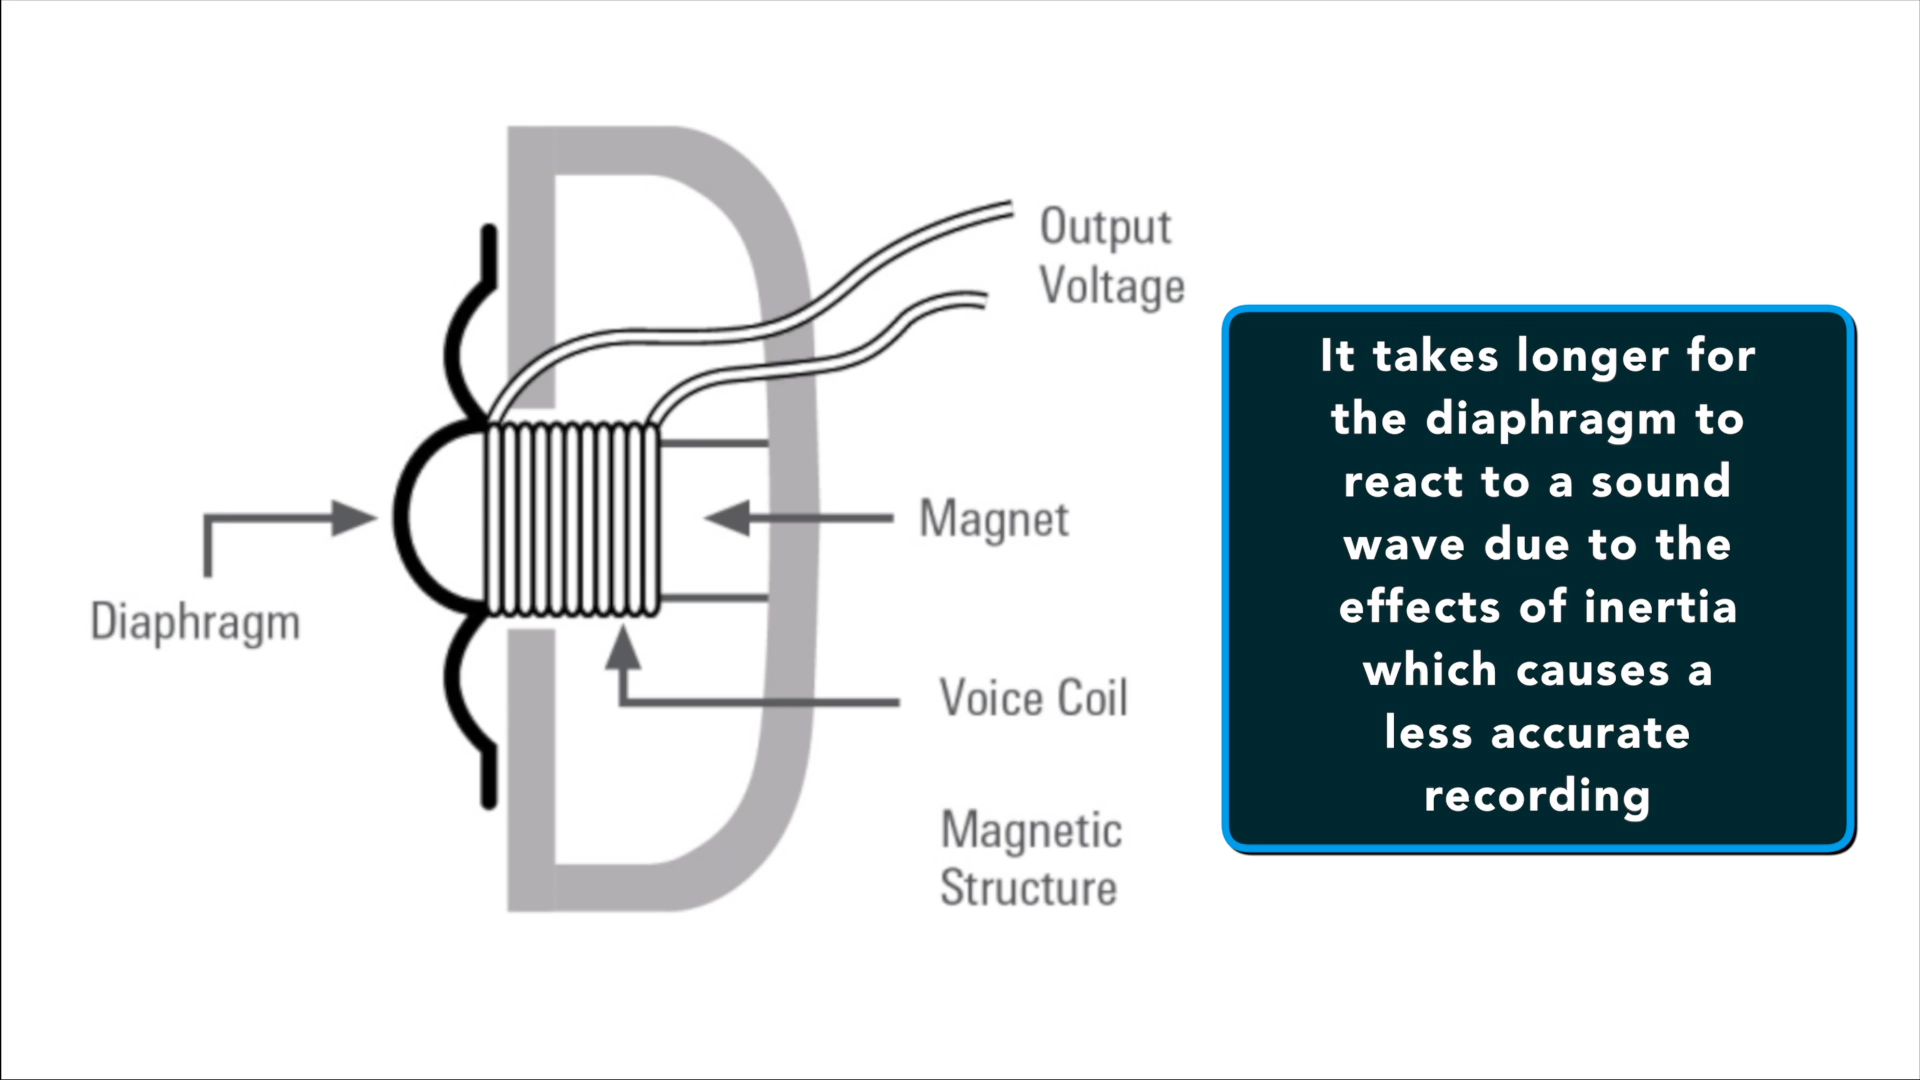 Output
Voltage
Magnet
Diaphragm
Voice Coil
Magnetic
Structure
It takes longer for
the diaphragm to
react to a sound
wave due to the
effects of inertia
which causes a
less accurate
recording